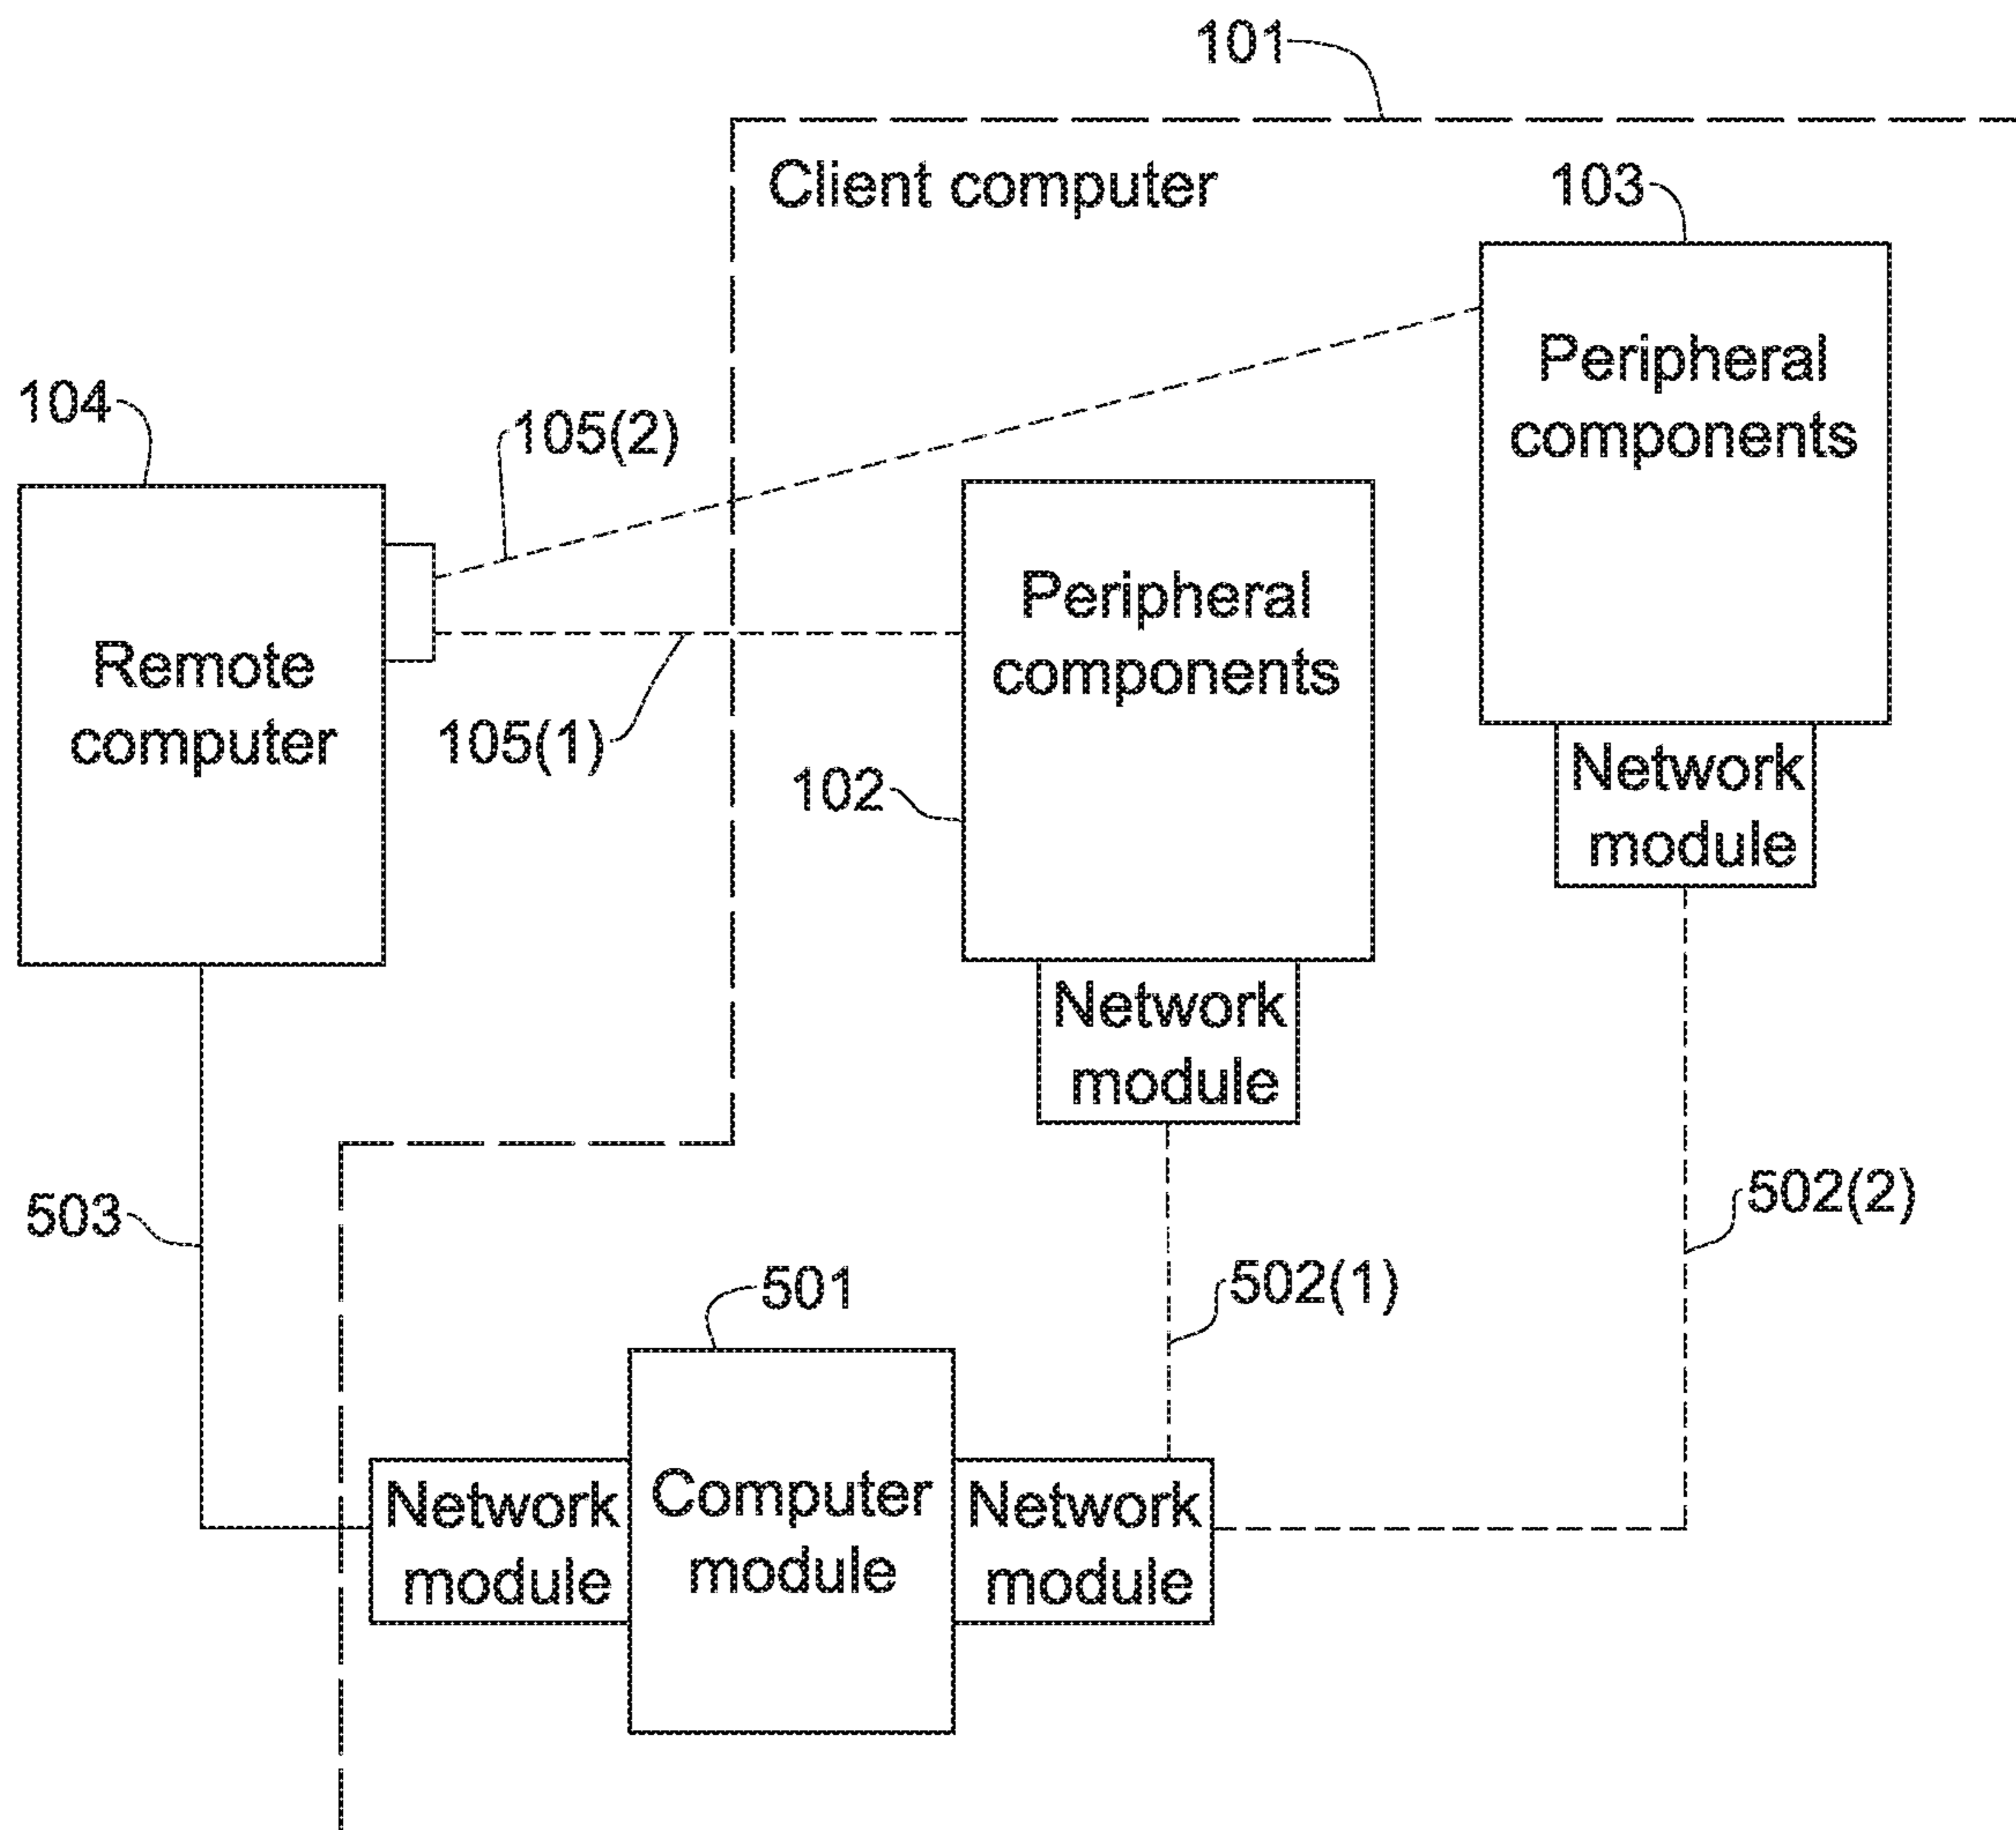 101
Client computer
103
Peripheral
components
104
105(2)
Remote
computer
Peripheral
components
105(1)
102
Network
module
Network
module
503
502(2)
501
502(1)
Network
module
Computer
module
Network
module